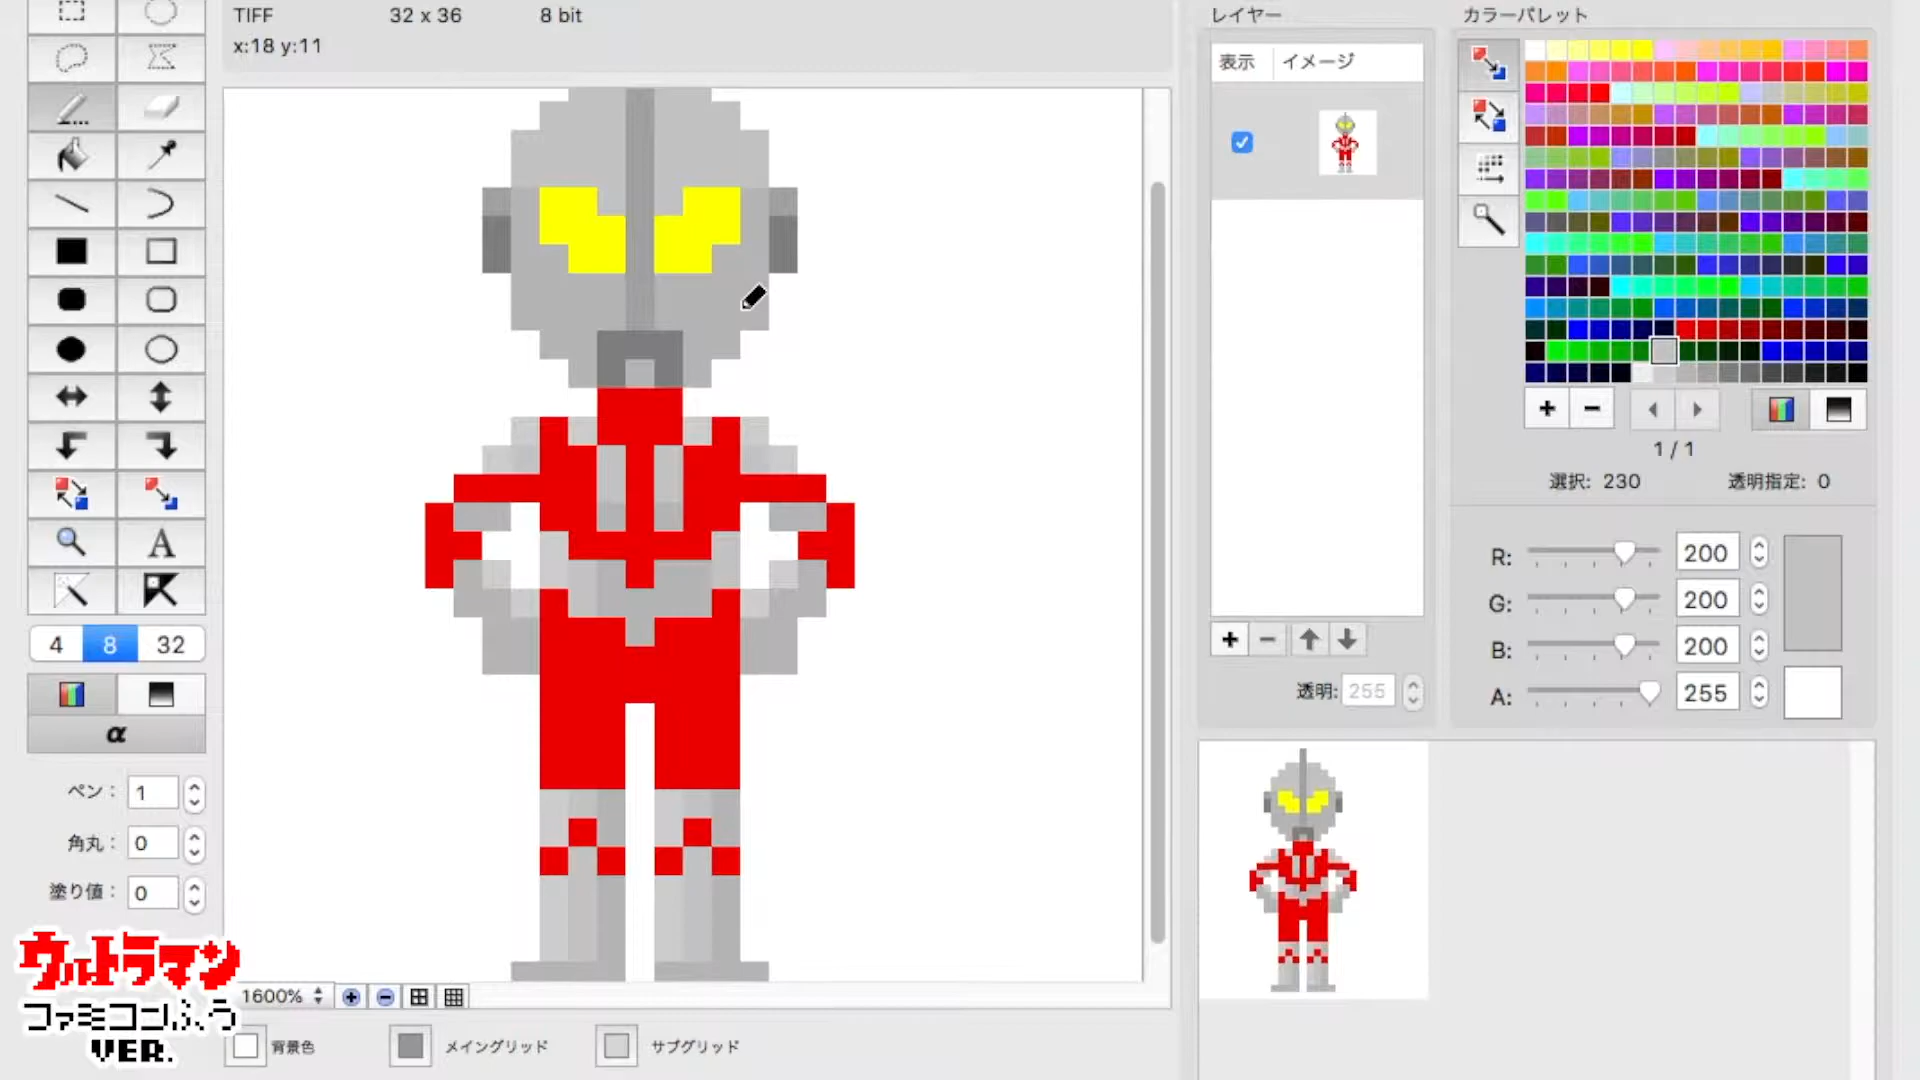 TIFF 32 x 36 8 bit
x:18 y:11
レイヤー
表示 イメージ
カラーパレット
1 / 1
選択: 230 透明指定: 0
R: 200
G: 200
B: 200
A: 255
透明: 255
A
4 8 32
α
ペン: 1
角丸: 0
塗り値: 0
1600%
背景色 メイングリッド サブグリッド
ウルトラマン
ファミコンふう
VER.